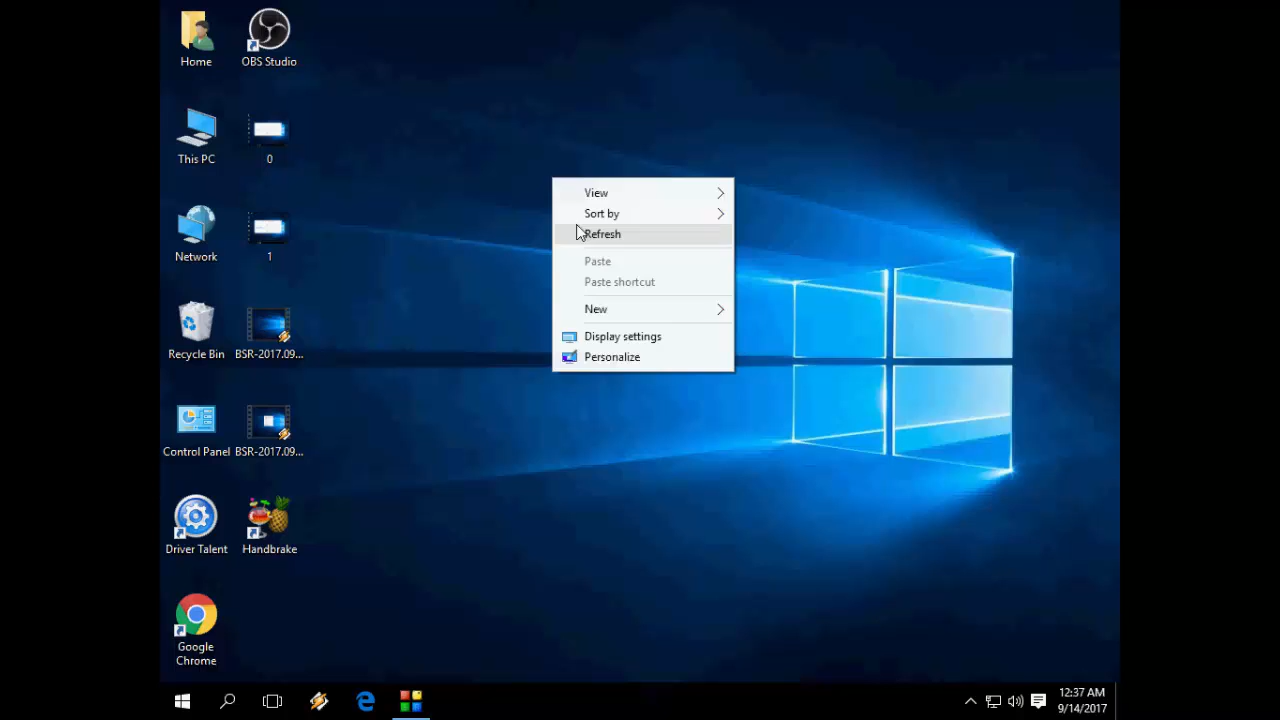 Home
OBS Studio
This PC
0
Network
1
Recycle Bin
BSR-2017.09...
Control Panel
BSR-2017.09...
Driver Talent
Handbrake
Google
Chrome
View
Sort by
Refresh
Paste
Paste shortcut
New
Display settings
Personalize
12:37 AM
9/14/2017